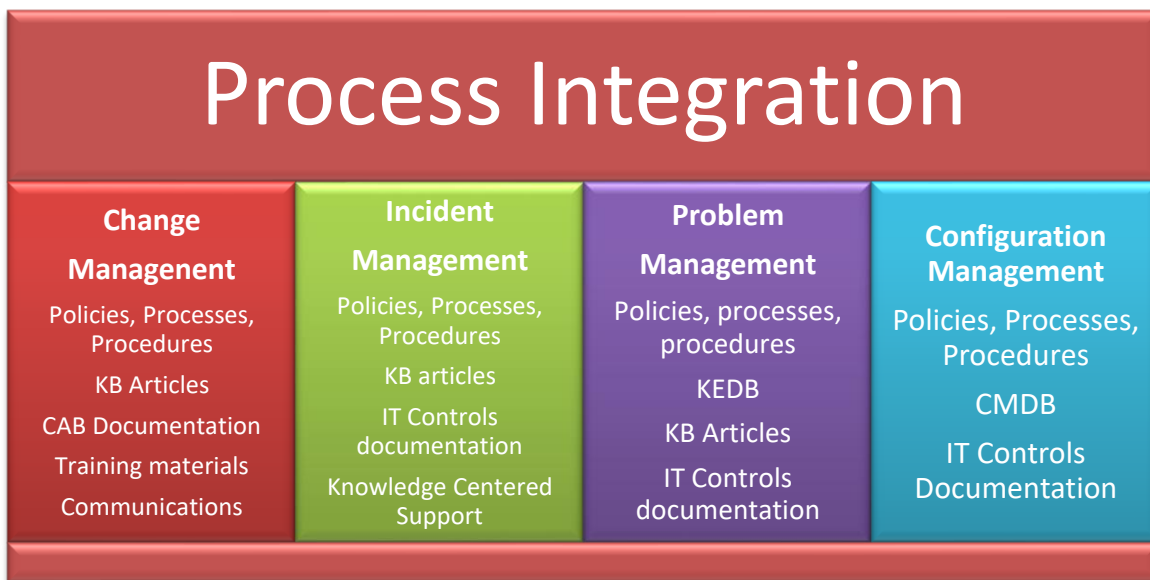 Process Integration
Change
Managenent
Policies, Processes,
Procedures
KB Articles
CAB Documentation
Training materials
Communications
Incident
Management
Policies, Processes,
Procedures
KB articles
IT Controls
documentation
Knowledge Centered
Support
Problem
Management
Policies, processes,
procedures
KEDB
KB Articles
IT Controls
documentation
Configuration
Management
Policies, Processes,
Procedures
CMDB
IT Controls
Documentation